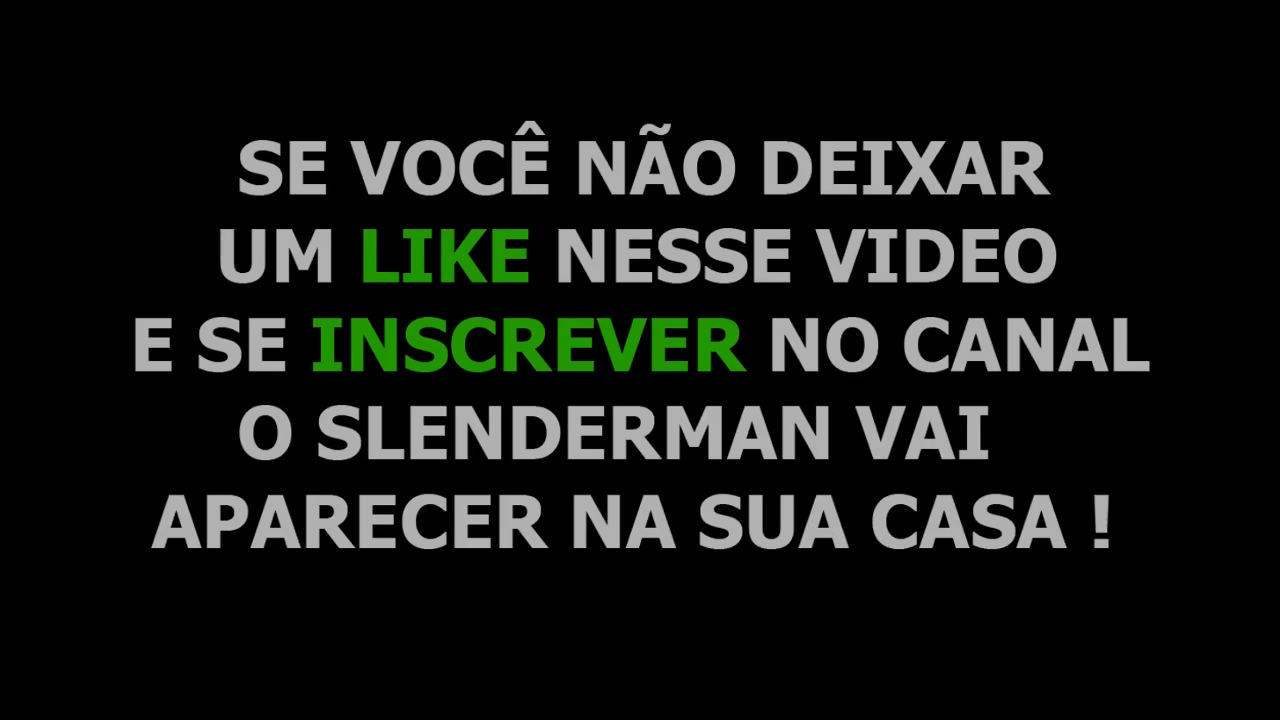 SE VOCÊ NÃO DEIXAR
UM LIKE NESSE VIDEO
E SE INSCREVER NO CANAL
O SLENDERMAN VAI
APARECER NA SUA CASA !